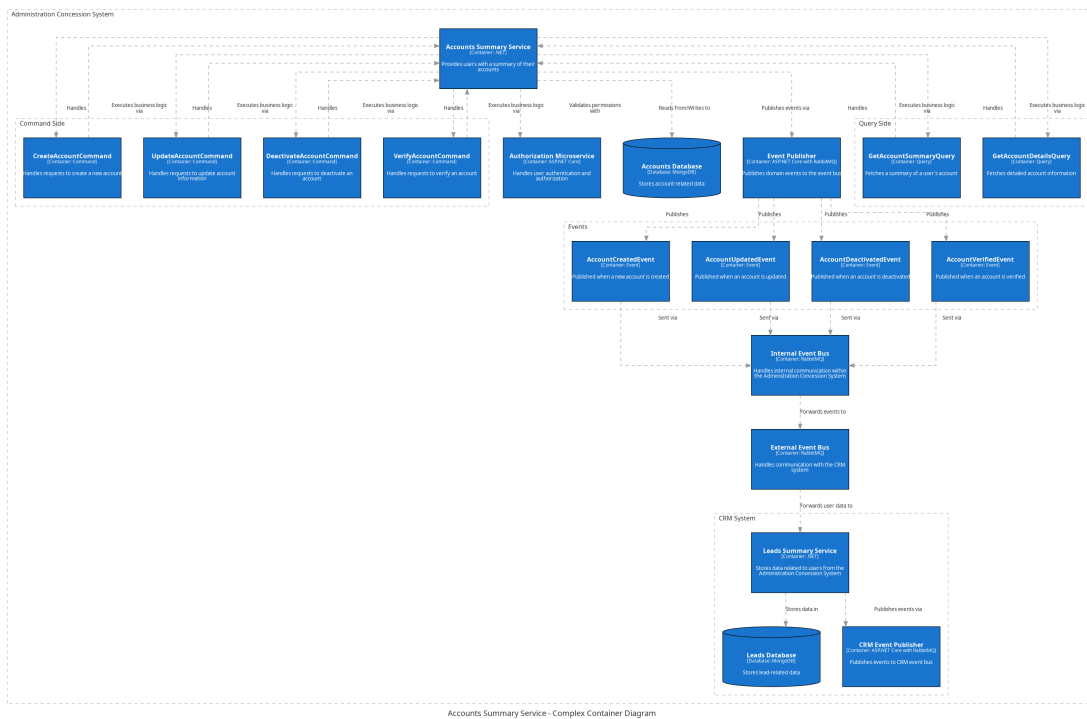 Administration Concession System
Accounts Summary Service
[Container: .NET]
Provides users with a summary of their
accounts
Handles
Executes business logic
via
Handles
Executes business logic
via
Handles
Executes business logic
via
Handles
Executes business logic
via
Validates permissions
with
Reads from/Writes to
Publishes events via
Handles
Executes business logic
via
Handles
Executes business logic
via
Command Side
CreateAccountCommand
[Container: Command]
Handles requests to create a new account
UpdateAccountCommand
[Container: Command]
Handles requests to update account
information
DeactivateAccountCommand
[Container: Command]
Handles requests to deactivate an
account
VerifyAccountCommand
[Container: Command]
Handles requests to verify an account
Authorization Microservice
[Container: ASP.NET Core]
Handles user authentication and
authorization
Accounts Database
[Database: MongoDB]
Stores account-related data
Event Publisher
[Container: ASP.NET Core with RabbitMQ]
Publishes domain events to the event bus
Query Side
GetAccountSummaryQuery
[Container: Query]
Fetches a summary of a user's account
GetAccountDetailsQuery
[Container: Query]
Fetches detailed account information
Publishes
Publishes
Publishes
Publishes
Events
AccountCreatedEvent
[Container: Event]
Published when a new account is created
AccountUpdatedEvent
[Container: Event]
Published when an account is updated
AccountDeactivatedEvent
[Container: Event]
Published when an account is deactivated
AccountVerifiedEvent
[Container: Event]
Published when an account is verified
Sent via
Sent via
Sent via
Sent via
Internal Event Bus
[Container: RabbitMQ]
Handles internal communication within
the Administration Concession System
Forwards events to
External Event Bus
[Container: RabbitMQ]
Handles communication with the CRM
system
Forwards user data to
CRM System
Leads Summary Service
[Container: .NET]
Stores data related to users from the
Administration Concession System
Stores data in
Publishes events via
Leads Database
[Database: MongoDB]
Stores lead-related data
CRM Event Publisher
[Container: ASP.NET Core with RabbitMQ]
Publishes events to CRM event bus
Accounts Summary Service - Complex Container Diagram